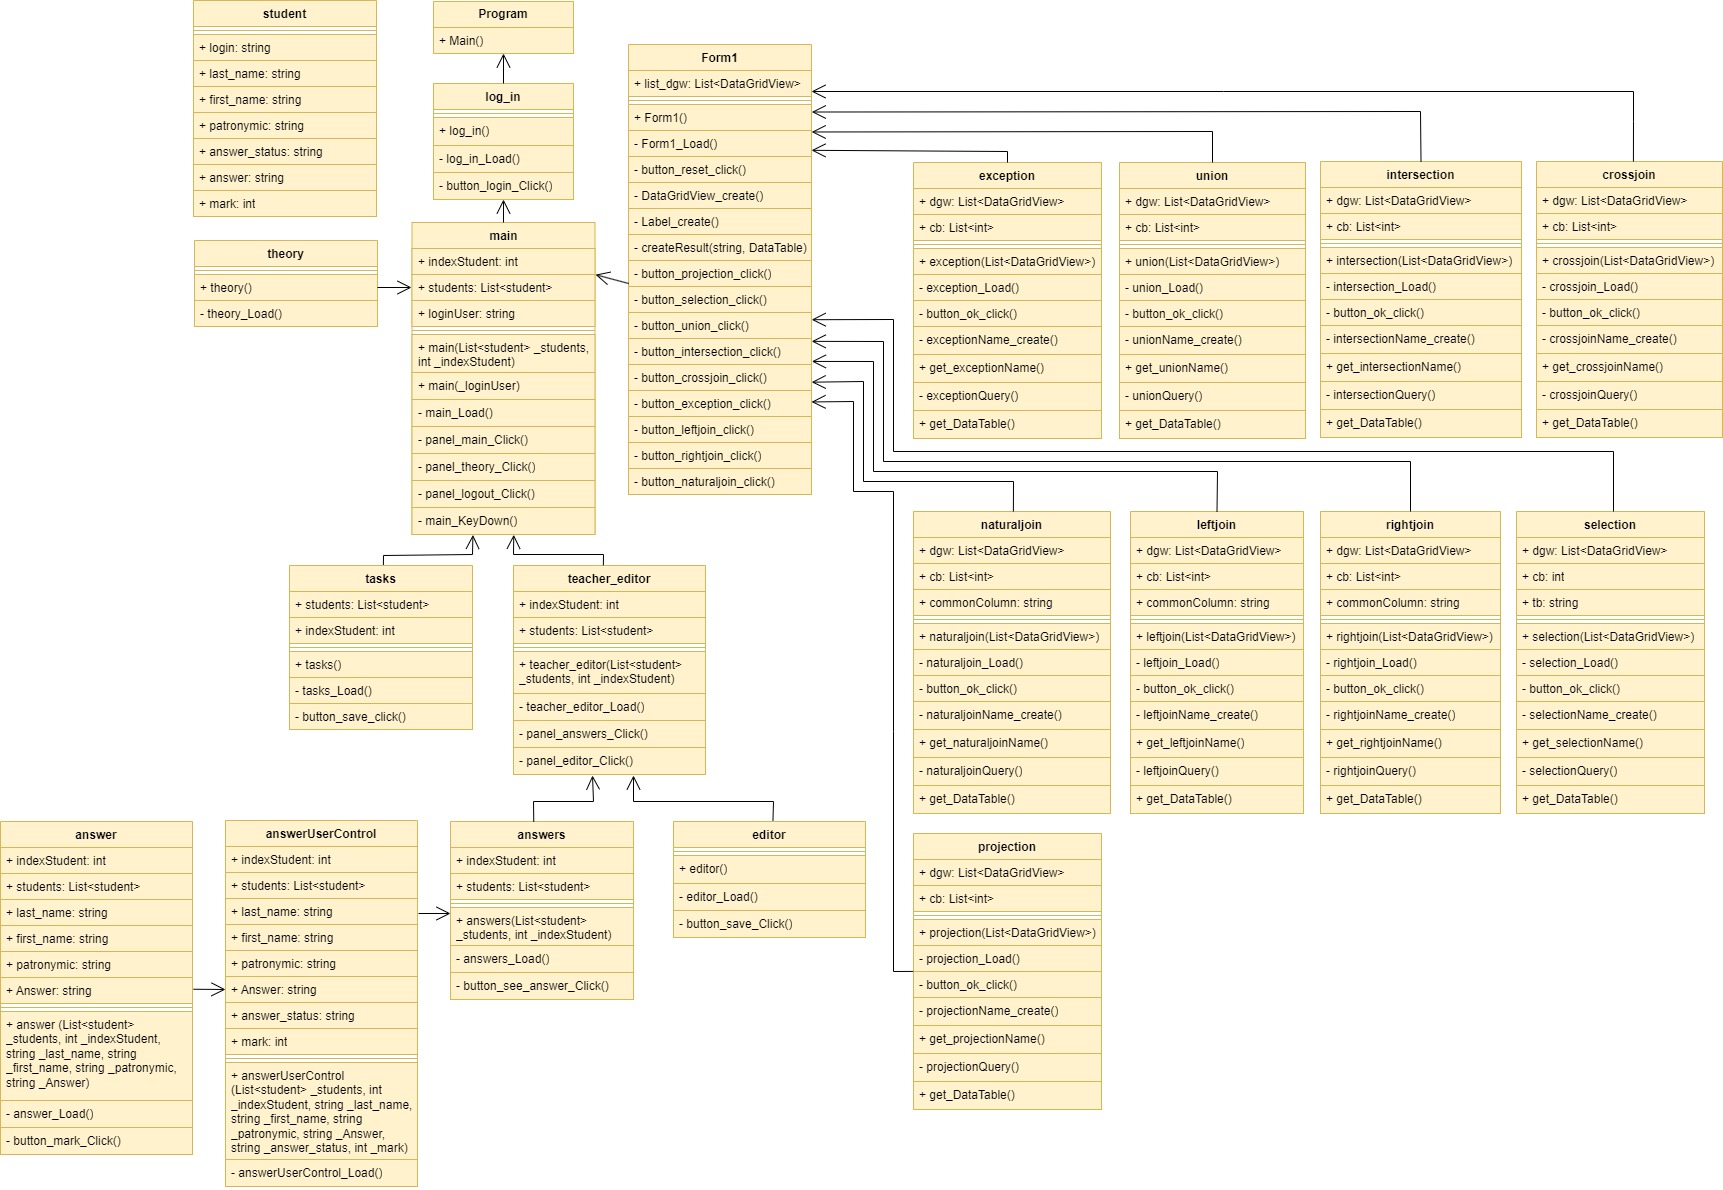 student
+ login: string
+ last_name: string
+ first_name: string
+ patronymic: string
+ answer_status: string
+ answer: string
+ mark: int
Program
+ Main()
log_in
+ log_in()
- log_in_Load()
- button_login_Click()
theory
+ theory()
- theory_Load()
main
+ indexStudent: int
+ students: List<student>
+ loginUser: string
+ main(List<student> _students,
int _indexStudent)
+ main(_loginUser)
- main_Load()
- panel_main_Click()
- panel_theory_Click()
- panel_logout_Click()
- main_KeyDown()
Form1
+ list_dgw: List<DataGridView>
+ Form1()
- Form1_Load()
- button_reset_click()
- DataGridView_create()
- Label_create()
- createResult(string, DataTable)
- button_projection_click()
- button_selection_click()
- button_union_click()
- button_intersection_click()
- button_crossjoin_click()
- button_exception_click()
- button_leftjoin_click()
- button_rightjoin_click()
- button_naturaljoin_click()
exception
+ dgw: List<DataGridView>
+ cb: List<int>
+ exception(List<DataGridView>)
- exception_Load()
- button_ok_click()
- exceptionName_create()
+ get_exceptionName()
- exceptionQuery()
+ get_DataTable()
union
+ dgw: List<DataGridView>
+ cb: List<int>
+ union(List<DataGridView>)
- union_Load()
- button_ok_click()
- unionName_create()
+ get_unionName()
- unionQuery()
+ get_DataTable()
intersection
+ dgw: List<DataGridView>
+ cb: List<int>
+ intersection(List<DataGridView>)
- intersection_Load()
- button_ok_click()
- intersectionName_create()
+ get_intersectionName()
- intersectionQuery()
+ get_DataTable()
crossjoin
+ dgw: List<DataGridView>
+ cb: List<int>
+ crossjoin(List<DataGridView>)
- crossjoin_Load()
- button_ok_click()
- crossjoinName_create()
+ get_crossjoinName()
- crossjoinQuery()
+ get_DataTable()
tasks
+ students: List<student>
+ indexStudent: int
+ tasks()
- tasks_Load()
- button_save_click()
teacher_editor
+ indexStudent: int
+ students: List<student>
+ teacher_editor(List<student>
_students, int _indexStudent)
- teacher_editor_Load()
- panel_answers_Click()
- panel_editor_Click()
naturaljoin
+ dgw: List<DataGridView>
+ cb: List<int>
+ commonColumn: string
+ naturaljoin(List<DataGridView>)
- naturaljoin_Load()
- button_ok_click()
- naturaljoinName_create()
+ get_naturaljoinName()
- naturaljoinQuery()
+ get_DataTable()
leftjoin
+ dgw: List<DataGridView>
+ cb: List<int>
+ commonColumn: string
+ leftjoin(List<DataGridView>)
- leftjoin_Load()
- button_ok_click()
- leftjoinName_create()
+ get_leftjoinName()
- leftjoinQuery()
+ get_DataTable()
rightjoin
+ dgw: List<DataGridView>
+ cb: List<int>
+ commonColumn: string
+ rightjoin(List<DataGridView>)
- rightjoin_Load()
- button_ok_click()
- rightjoinName_create()
+ get_rightjoinName()
- rightjoinQuery()
+ get_DataTable()
selection
+ dgw: List<DataGridView>
+ cb: int
+ tb: string
+ selection(List<DataGridView>)
- selection_Load()
- button_ok_click()
- selectionName_create()
+ get_selectionName()
- selectionQuery()
+ get_DataTable()
answer
+ indexStudent: int
+ students: List<student>
+ last_name: string
+ first_name: string
+ patronymic: string
+ Answer: string
+ answer (List<student>
_students, int _indexStudent,
string _last_name, string
_first_name, string _patronymic,
string _Answer)
- answer_Load()
- button_mark_Click()
answerUserControl
+ indexStudent: int
+ students: List<student>
+ last_name: string
+ first_name: string
+ patronymic: string
+ Answer: string
+ answer_status: string
+ mark: int
+ answerUserControl
(List<student> _students, int
_indexStudent, string _last_name,
string _first_name, string
_patronymic, string _Answer,
string _answer_status, int _mark)
- answerUserControl_Load()
answers
+ indexStudent: int
+ students: List<student>
+ answers(List<student>
_students, int _indexStudent)
- answers_Load()
- button_see_answer_Click()
editor
+ editor()
- editor_Load()
- button_save_Click()
projection
+ dgw: List<DataGridView>
+ cb: List<int>
+ projection(List<DataGridView>)
- projection_Load()
- button_ok_click()
- projectionName_create()
+ get_projectionName()
- projectionQuery()
+ get_DataTable()